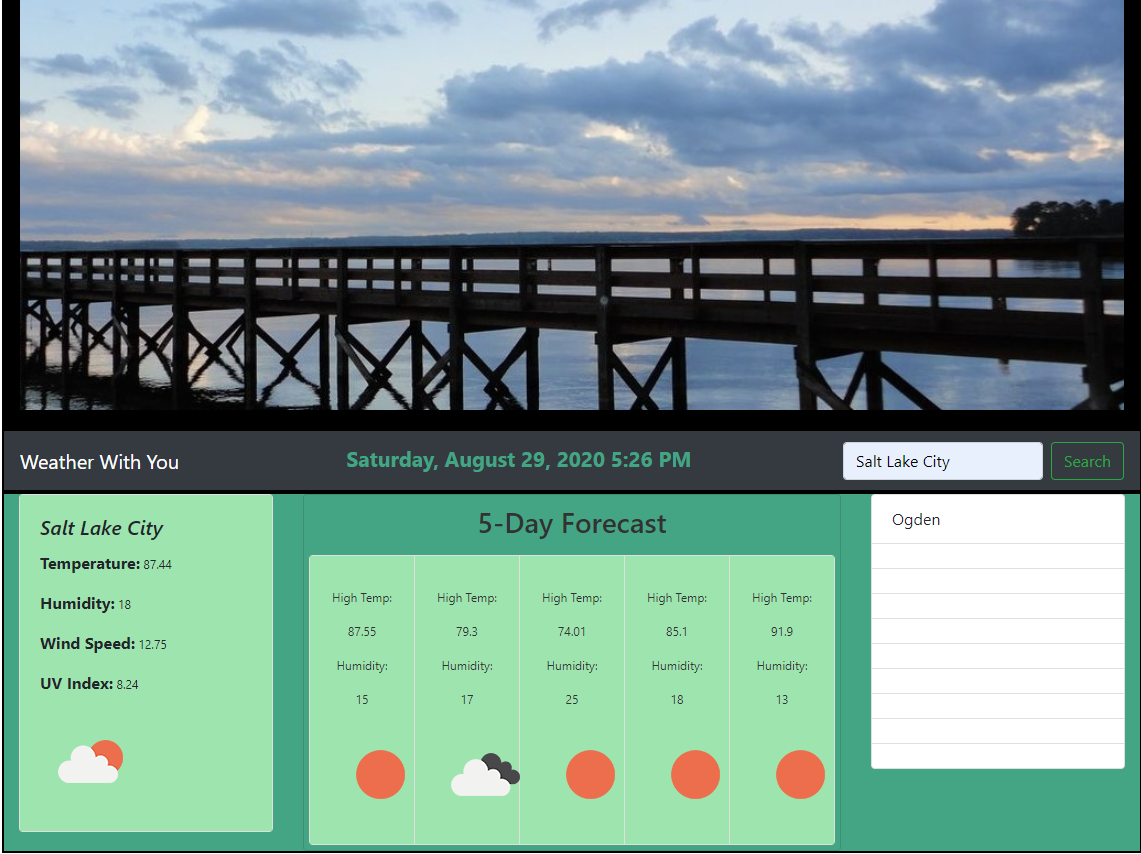 Weather With You
Saturday, August 29, 2020 5:26 PM
Salt Lake City
Search
Salt Lake City
Temperature: 87.44
Humidity: 18
Wind Speed: 12.75
UV Index: 8.24
5-Day Forecast
High Temp:
87.55
Humidity:
15
High Temp:
79.3
Humidity:
17
High Temp:
74.01
Humidity:
25
High Temp:
85.1
Humidity:
18
High Temp:
91.9
Humidity:
13
Ogden